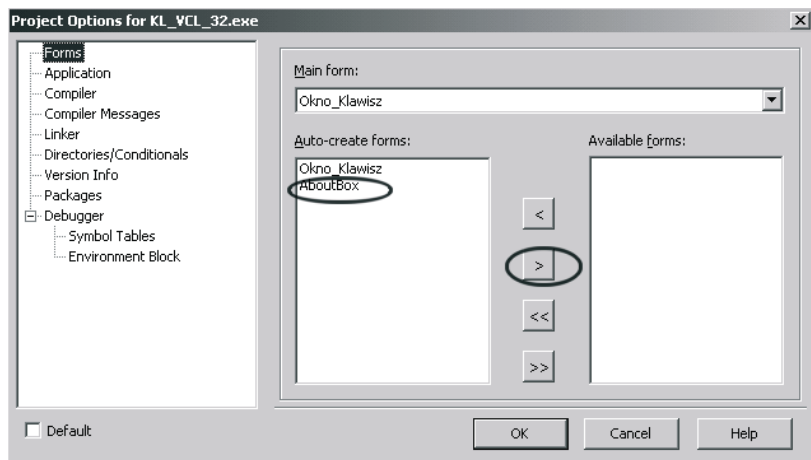 Project Options for KL_VCL_32.exe
Forms
Application
Compiler
Compiler Messages
Linker
Directories/Conditionals
Version Info
Packages
Debugger
Symbol Tables
Environment Block
Main form:
Okno_Klawisz
Auto-create forms:
Available forms:
Okno_Klawisz
AboutBox
<
>
<<
>>
Default
OK
Cancel
Help